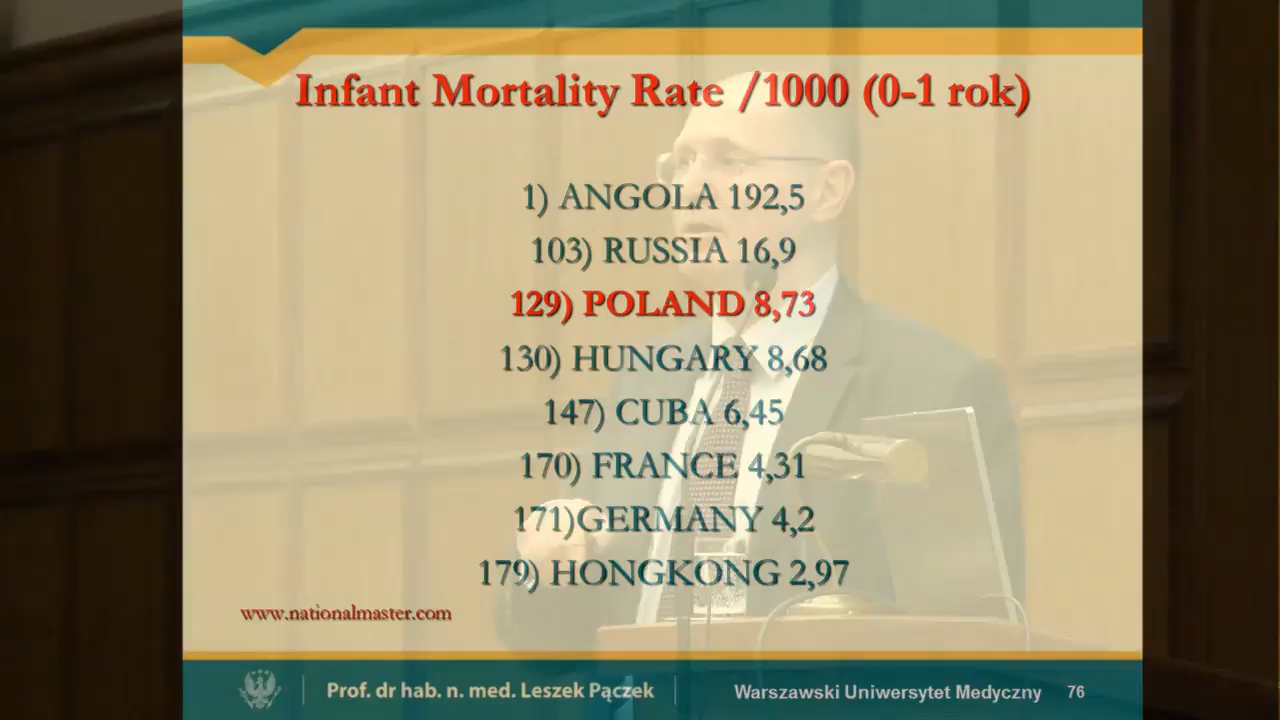 Infant Mortality Rate /1000 (0-1 rok)
1) ANGOLA 192,5
103) RUSSIA 16,9
129) POLAND 8,73
130) HUNGARY 8,68
147) CUBA 6,45
170) FRANCE 4,31
171)GERMANY 4,2
179) HONGKONG 2,97
www.nationalmaster.com
Prof. dr hab. n. med. Leszek Pączek
Warszawski Uniwersytet Medyczny 76